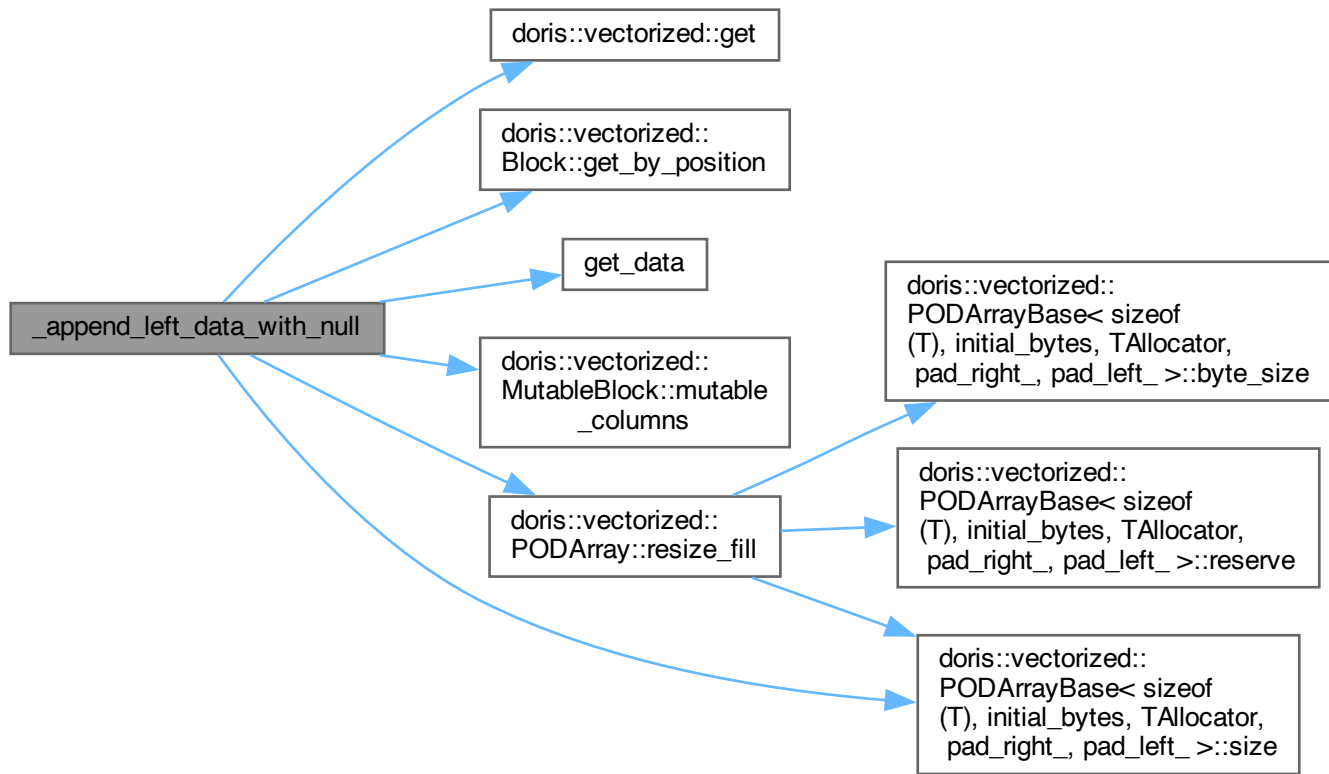 doris::vectorized::get
doris::vectorized::
Block::get_by_position
get_data
_append_left_data_with_null
doris::vectorized::
MutableBlock::mutable
_columns
doris::vectorized::
PODArray::resize_fill
doris::vectorized::
PODArrayBase< sizeof
(T), initial_bytes, TAllocator,
pad_right_, pad_left_ >::byte_size
doris::vectorized::
PODArrayBase< sizeof
(T), initial_bytes, TAllocator,
pad_right_, pad_left_ >::reserve
doris::vectorized::
PODArrayBase< sizeof
(T), initial_bytes, TAllocator,
pad_right_, pad_left_ >::size